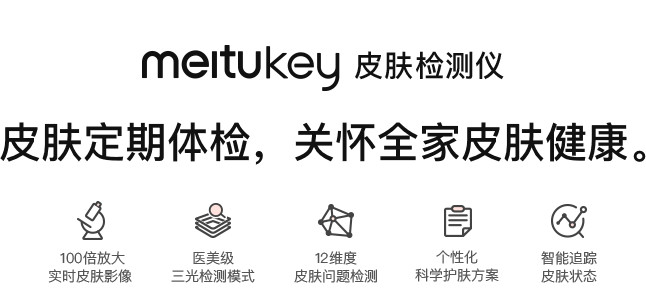 meitukey 皮肤检测仪
皮肤定期体检，关怀全家皮肤健康。
100倍放大
实时皮肤影像
医美级
三光检测模式
12维度
皮肤问题检测
个性化
科学护肤方案
智能追踪
皮肤状态